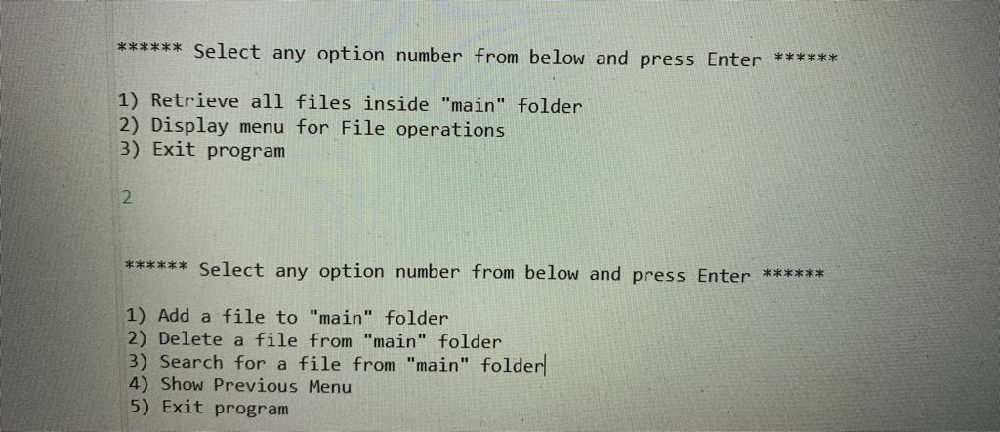 ****** Select any option number from below and press Enter ******
1) Retrieve all files inside "main" folder
2) Display menu for File operations
3) Exit program
2
****** Select any option number from below and press Enter ******
1) Add a file to "main" folder
2) Delete a file from "main" folder
3) Search for a file from "main" folder
4) Show Previous Menu
5) Exit program